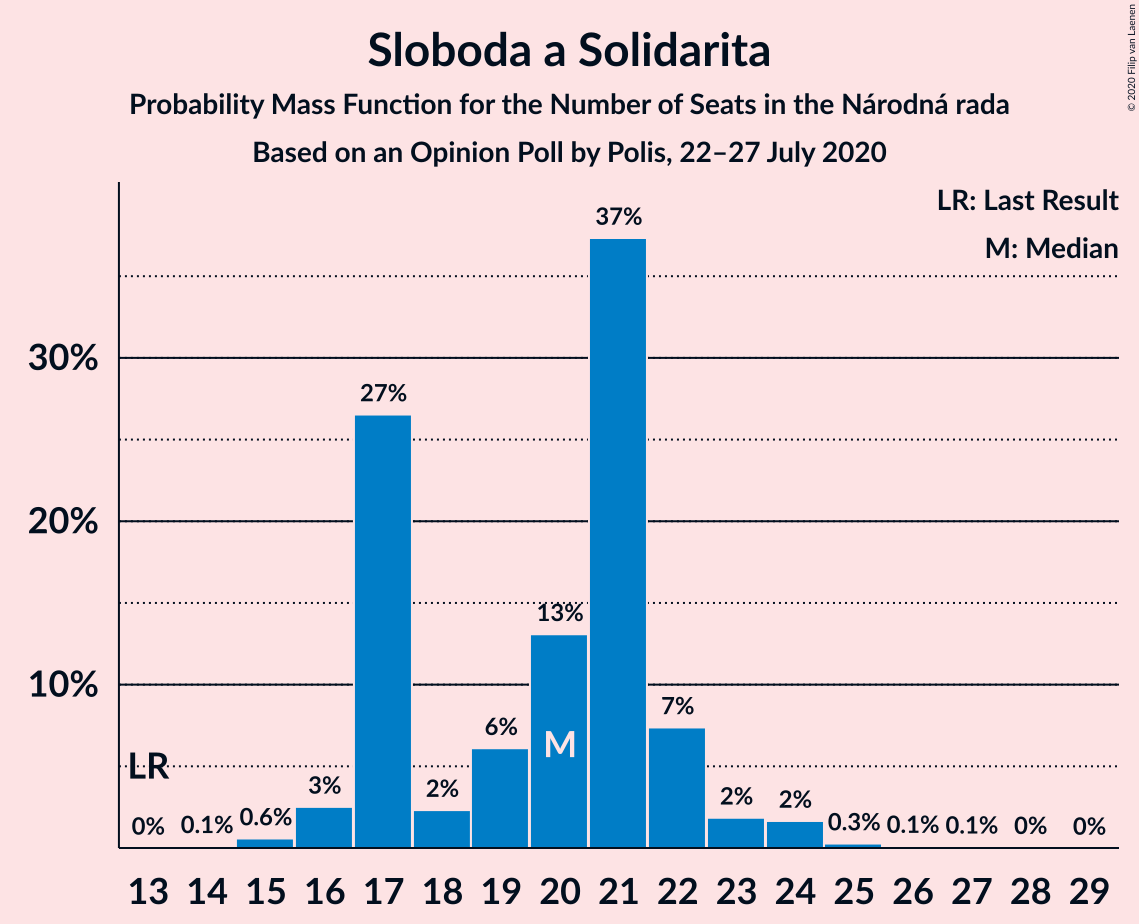 Sloboda a Solidarita
Probability Mass Function for the Number of Seats in the Národná rada
Based on an Opinion Poll by Polis, 22–27 July 2020
© 2020 Filip van Laenen
LR: Last Result
M: Median
37%
30%
27%
20%
13%
10%
7%
6%
M
LR
3%
2%
2%
2%
0%
0.1%
0.6%
0.3%
0.1%
0.1%
0%
0%
13 14 15 16 17 18 19 20 21 22 23 24 25 26 27 28 29